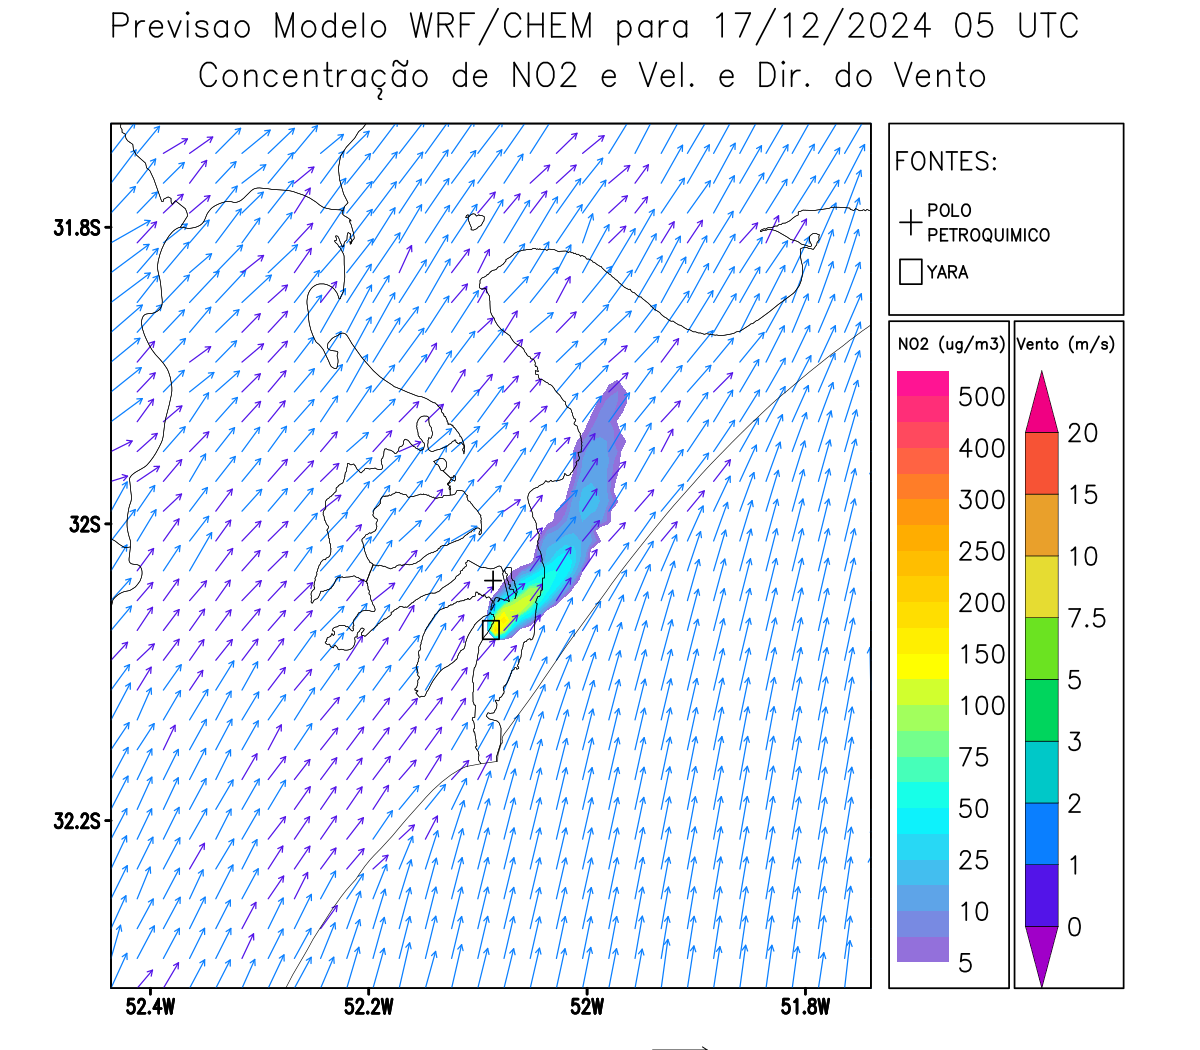 Previsao Modelo WRF/CHEM para 17/12/2024 05 UTC
Concentração de NO2 e Vel. e Dir. do Vento
FONTES:
POLO
PETROQUIMICO
YARA
NO2 (ug/m3)
500
400
300
250
200
150
100
75
50
25
10
5
Vento (m/s)
20
15
10
7.5
5
3
2
1
0
31.8S
32S
32.2S
52.4W
52.2W
52W
51.8W